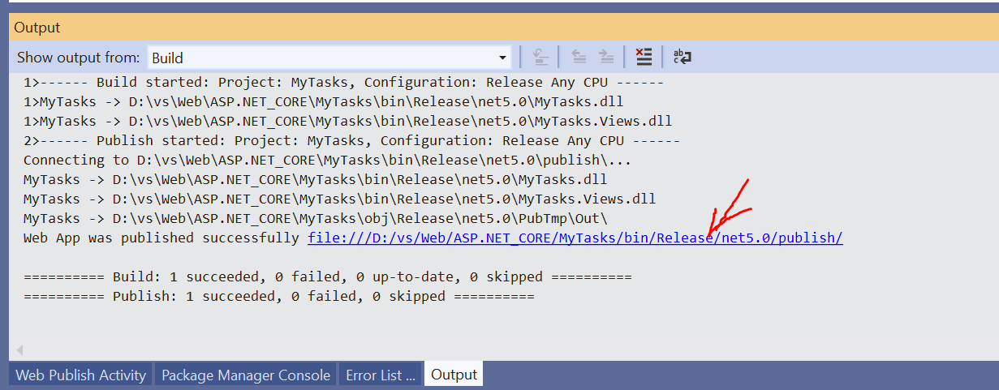 Output
Show output from: Build
1>------ Build started: Project: MyTasks, Configuration: Release Any CPU ------
1>MyTasks -> D:\vs\Web\ASP.NET_CORE\MyTasks\bin\Release\net5.0\MyTasks.dll
1>MyTasks -> D:\vs\Web\ASP.NET_CORE\MyTasks\bin\Release\net5.0\MyTasks.Views.dll
2>------ Publish started: Project: MyTasks, Configuration: Release Any CPU ------
Connecting to D:\vs\Web\ASP.NET_CORE\MyTasks\bin\Release\net5.0\publish\...
MyTasks -> D:\vs\Web\ASP.NET_CORE\MyTasks\bin\Release\net5.0\MyTasks.dll
MyTasks -> D:\vs\Web\ASP.NET_CORE\MyTasks\bin\Release\net5.0\MyTasks.Views.dll
MyTasks -> D:\vs\Web\ASP.NET_CORE\MyTasks\obj\Release\net5.0\PubTmp\Out\
Web App was published successfully file:///D:/vs/Web/ASP.NET_CORE/MyTasks/bin/Release/net5.0/publish/
========== Build: 1 succeeded, 0 failed, 0 up-to-date, 0 skipped ==========
========== Publish: 1 succeeded, 0 failed, 0 skipped ==========
Web Publish Activity Package Manager Console Error List ... Output